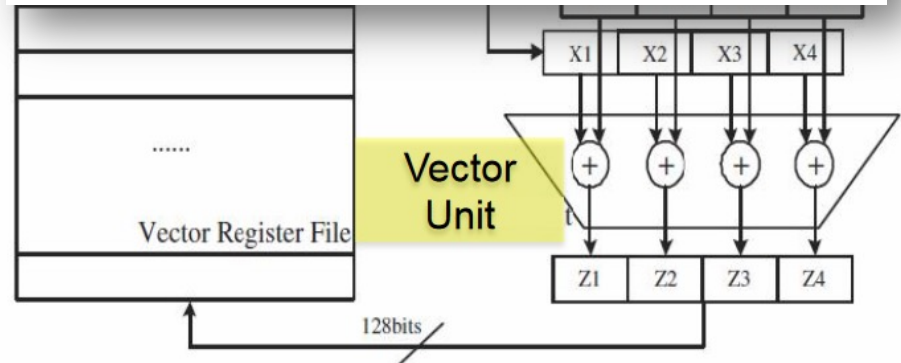 X1 X2 X3 X4
......
+ + + +
Vector
Unit
t
Vector Register File
Z1 Z2 Z3 Z4
128bits